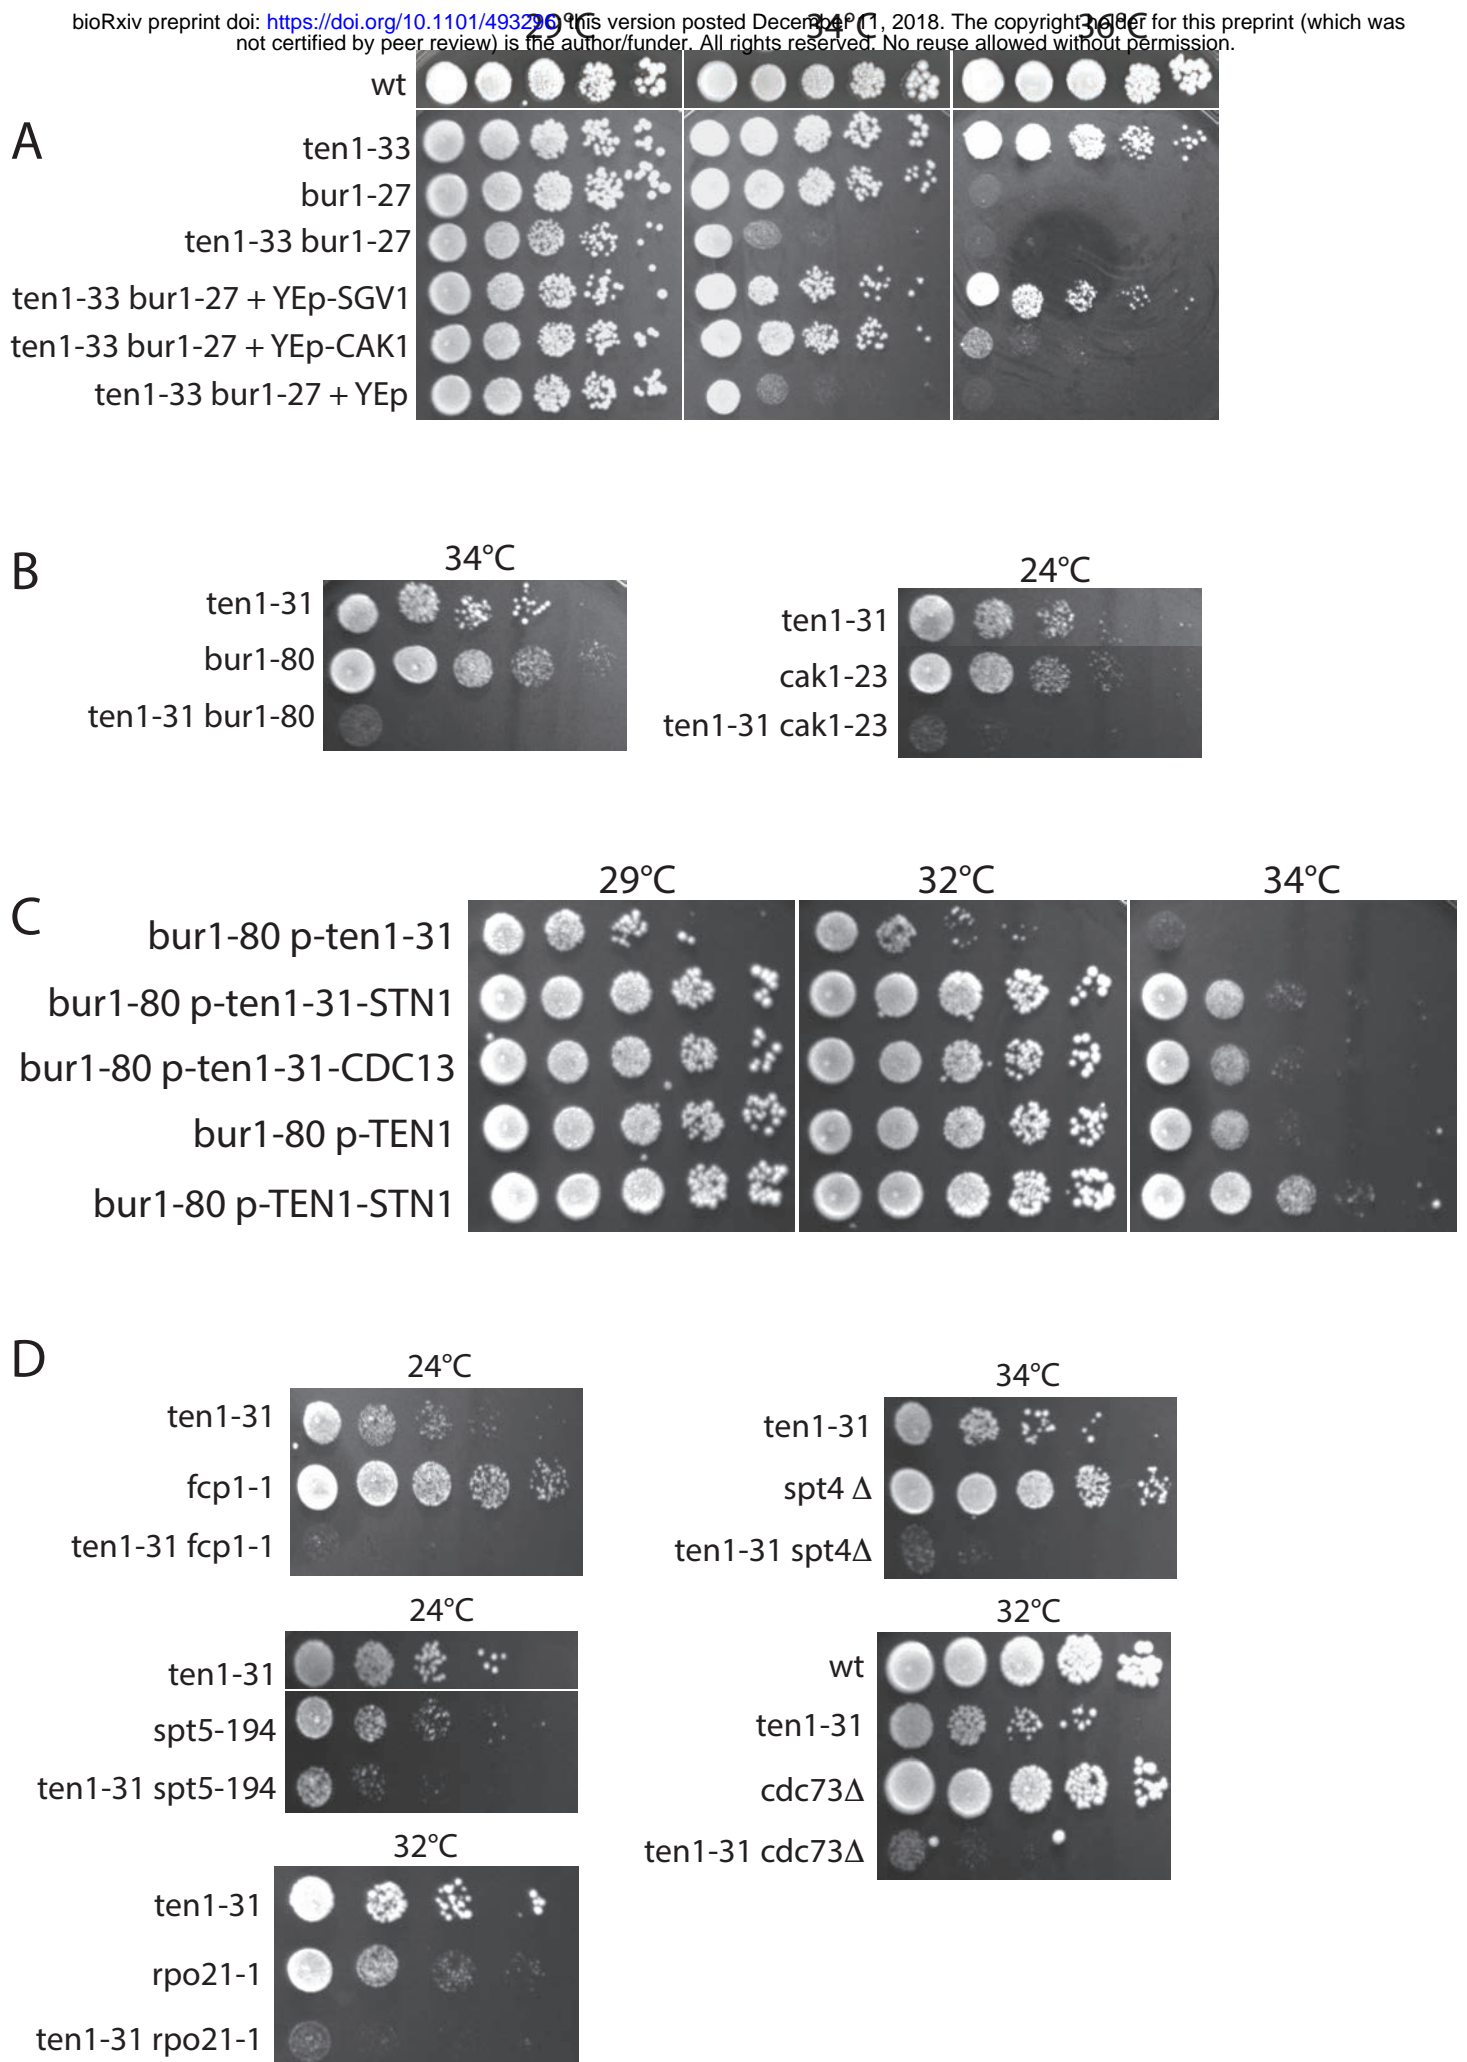 bioRxiv preprint doi: https://doi.org/10.1101/493296; this version posted December 11, 2018. The copyright holder for this preprint (which was
not certified by peer review) is the author/funder. All rights reserved. No reuse allowed without permission.
29°C 34°C 36°C
wt
A
ten1-33
bur1-27
ten1-33 bur1-27
ten1-33 bur1-27 + YEp-SGV1
ten1-33 bur1-27 + YEp-CAK1
ten1-33 bur1-27 + YEp
B
34°C
ten1-31
bur1-80
ten1-31 bur1-80
24°C
ten1-31
cak1-23
ten1-31 cak1-23
C
29°C 32°C 34°C
bur1-80 p-ten1-31
bur1-80 p-ten1-31-STN1
bur1-80 p-ten1-31-CDC13
bur1-80 p-TEN1
bur1-80 p-TEN1-STN1
D
24°C
ten1-31
fcp1-1
ten1-31 fcp1-1
34°C
ten1-31
spt4 Δ
ten1-31 spt4Δ
24°C
ten1-31
spt5-194
ten1-31 spt5-194
32°C
wt
ten1-31
cdc73Δ
ten1-31 cdc73Δ
32°C
ten1-31
rpo21-1
ten1-31 rpo21-1